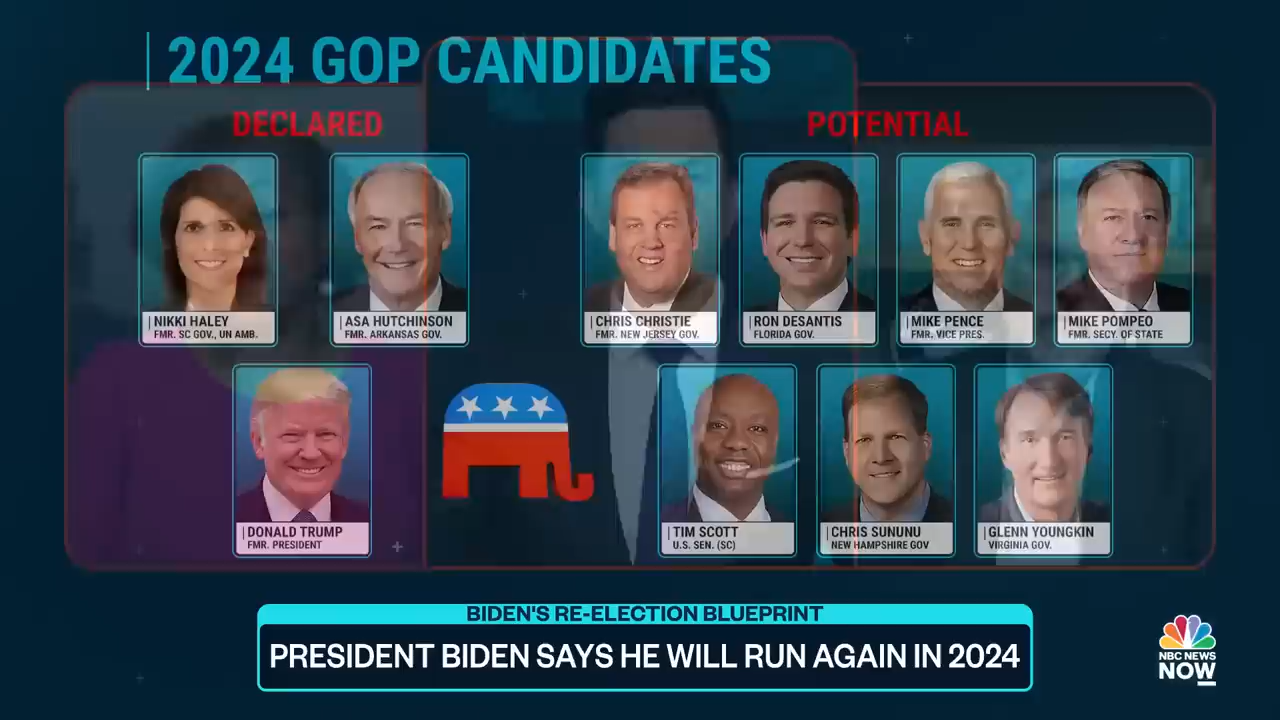 2024 GOP CANDIDATES
DECLARED
POTENTIAL
NIKKI HALEY
FMR. SC GOV., UN AMB.
ASA HUTCHINSON
FMR. ARKANSAS GOV.
CHRIS CHRISTIE
FMR. NEW JERSEY GOV.
RON DESANTIS
FLORIDA GOV.
MIKE PENCE
FMR. VICE PRES.
MIKE POMPEO
FMR. SECY. OF STATE
DONALD TRUMP
FMR. PRESIDENT
TIM SCOTT
U.S. SEN. (SC)
CHRIS SUNUNU
NEW HAMPSHIRE GOV
GLENN YOUNGKIN
VIRGINIA GOV.
BIDEN'S RE-ELECTION BLUEPRINT
PRESIDENT BIDEN SAYS HE WILL RUN AGAIN IN 2024
NBC NEWS
NOW